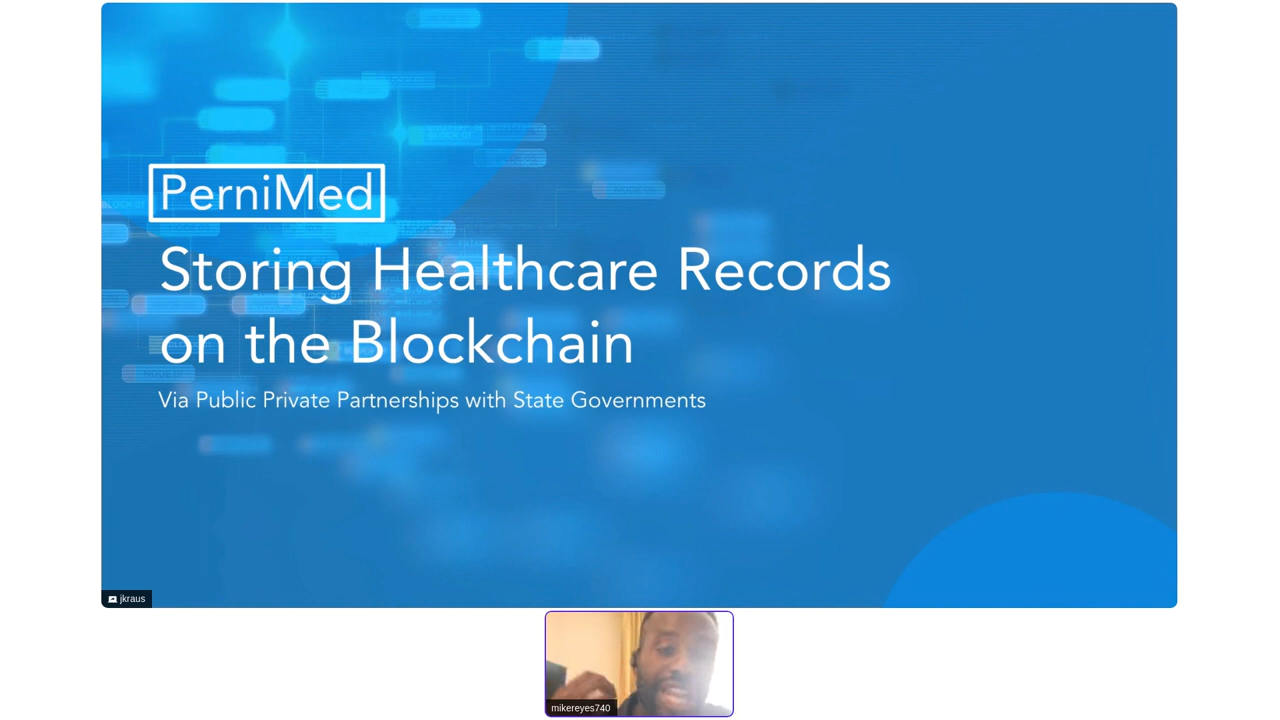 PerniMed
Storing Healthcare Records
on the Blockchain
Via Public Private Partnerships with State Governments
jkraus
mikereyes740